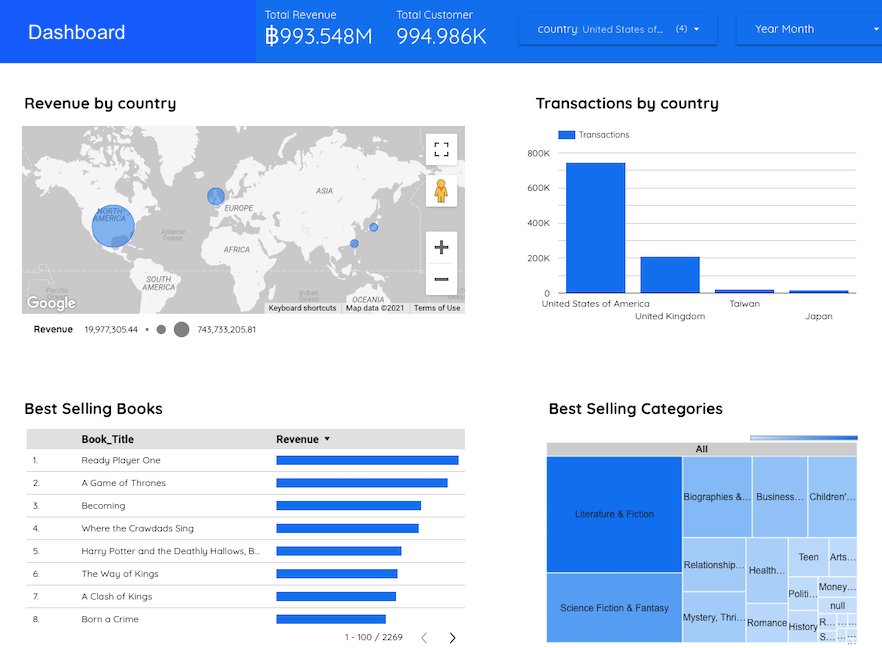 Dashboard
Total Revenue
฿993.548M
Total Customer
994.986K
country: United States of... (4)
Year Month
Revenue by country
NORTH
AMERICA
EUROPE
ASIA
Atlantic
Ocean
AFRICA
SOUTH
AMERICA
Pacific
Indian
Ocean
OCEANIA
Google
Keyboard shortcuts
Map data ©2021
Terms of Use
Revenue 19,977,305.44 743,733,205.81
Transactions by country
Transactions
800K
600K
400K
200K
0
United States of America
United Kingdom
Taiwan
Japan
Best Selling Books
Book_Title Revenue
1. Ready Player One
2. A Game of Thrones
3. Becoming
4. Where the Crawdads Sing
5. Harry Potter and the Deathly Hallows, B...
6. The Way of Kings
7. A Clash of Kings
8. Born a Crime
1 - 100 / 2269
Best Selling Categories
All
Literature & Fiction
Science Fiction & Fantasy
Biographies &...
Business...
Children'...
Relationship...
Mystery, Thri...
Health...
Romance
Teen
Arts...
Politi...
Money...
null
History
R...
S...